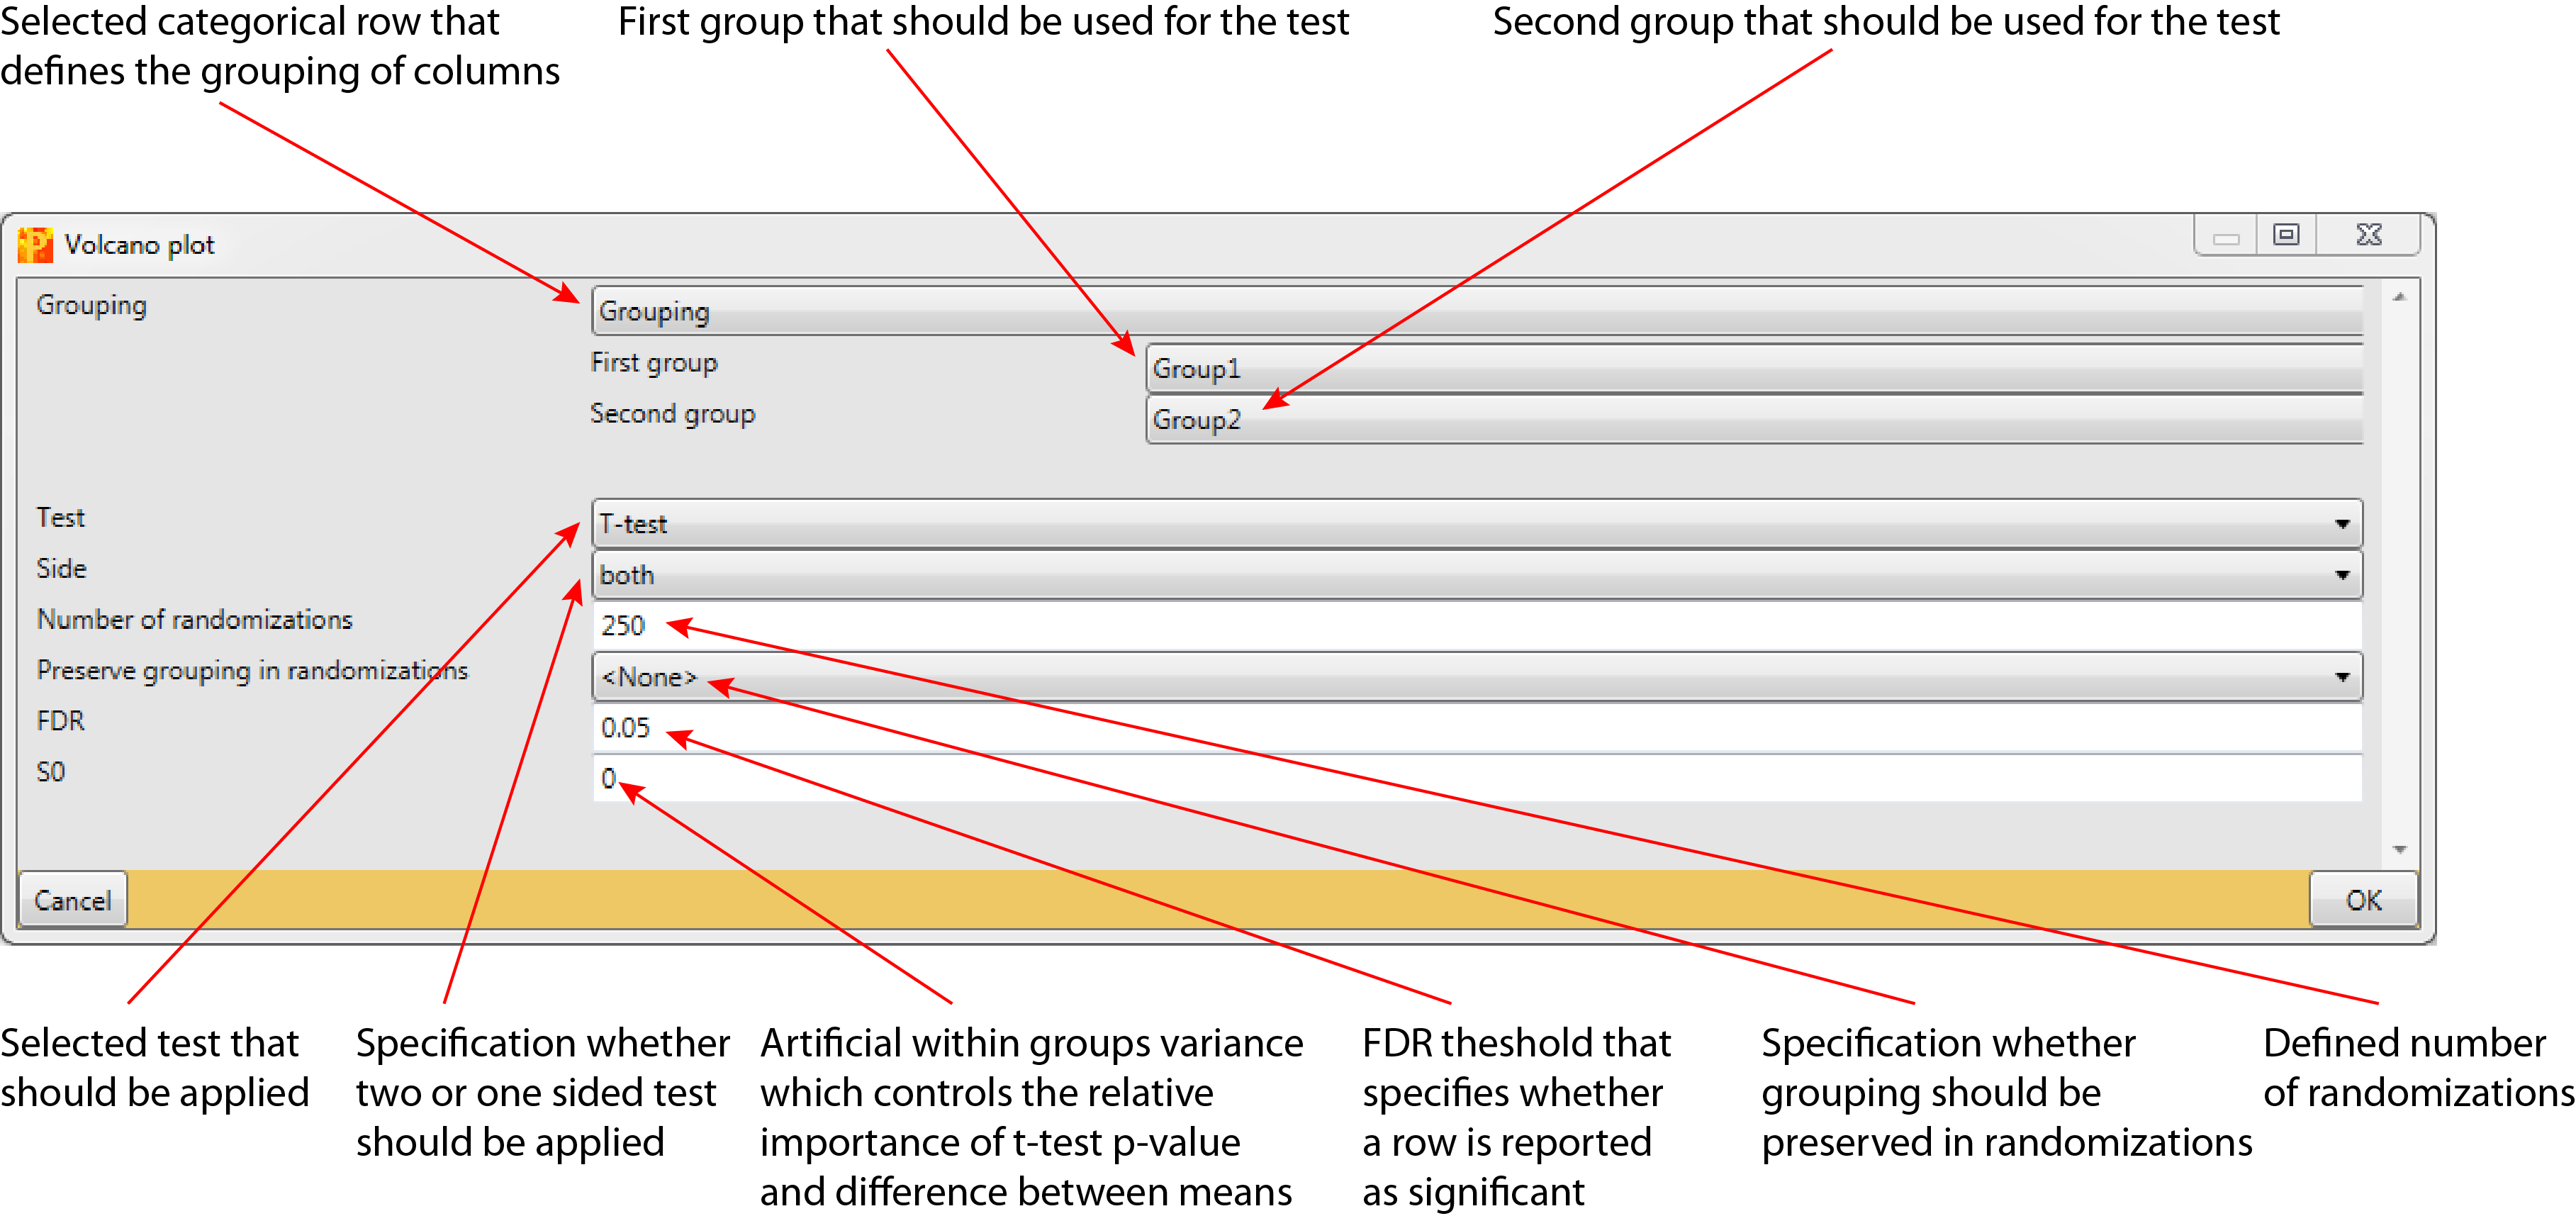 Selected categorical row that
defines the grouping of columns
First group that should be used for the test
Second group that should be used for the test
Volcano plot
Grouping
Grouping
First group
Group1
Second group
Group2
Test
T-test
Side
both
Number of randomizations
250
Preserve grouping in randomizations
<None>
FDR
0.05
S0
0
Cancel
OK
Selected test that
should be applied
Specification whether
two or one sided test
should be applied
Artificial within groups variance
which controls the relative
importance of t-test p-value
and difference between means
FDR theshold that
specifies whether
a row is reported
as significant
Specification whether
grouping should be
preserved in randomizations
Defined number
of randomizations